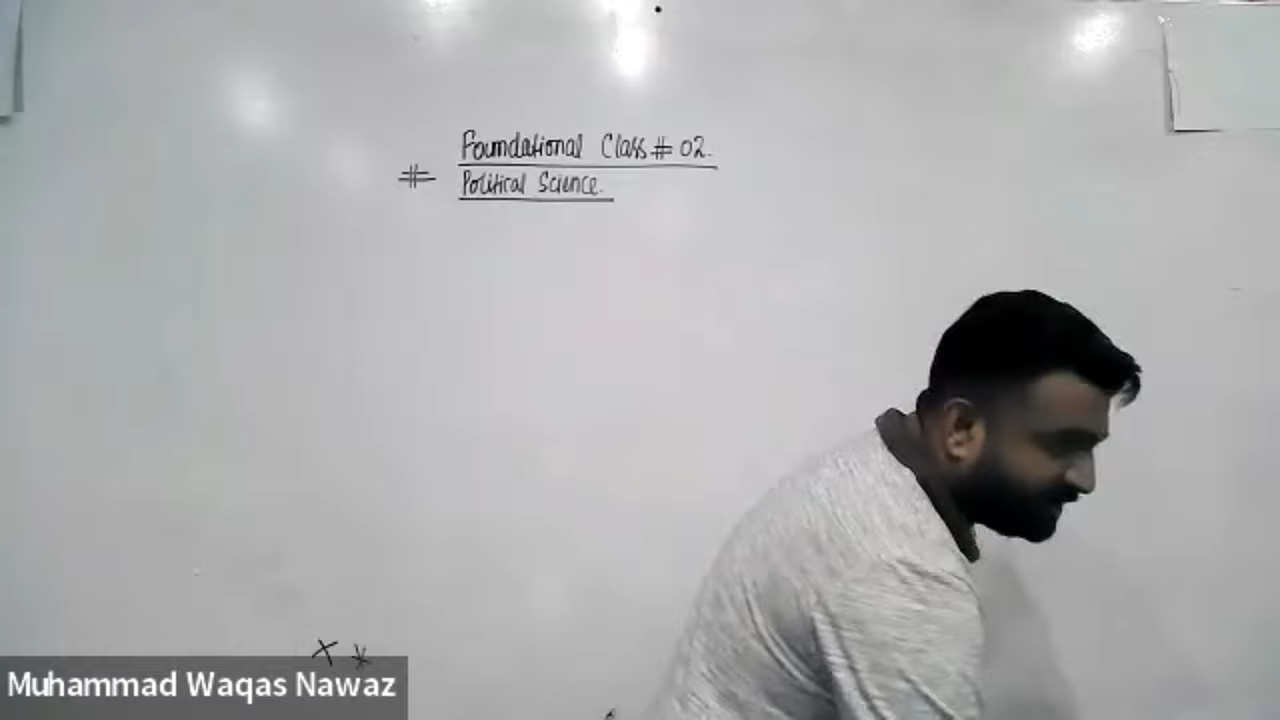 Foundational Class # 02.
# Political Science.
Muhammad Waqas Nawaz